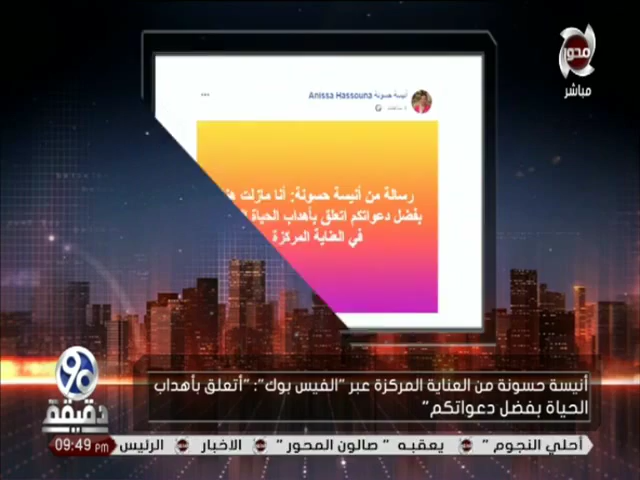 محور
مباشر
أنيسة حسونة Anissa Hassouna
رسالة من أنيسة حسونة: أنا مازلت
بفضل دعواتكم اتعلق بأهداب الحياة
في العناية المركزة
أنيسة حسونة من العناية المركزة عبر "الفيس بوك": "أتعلق بأهداب
الحياة بفضل دعواتكم"
90
دقيقة
09:49 PM
أحلي النجوم " يعقبه " صالون المحور " الاخبار الرئيس